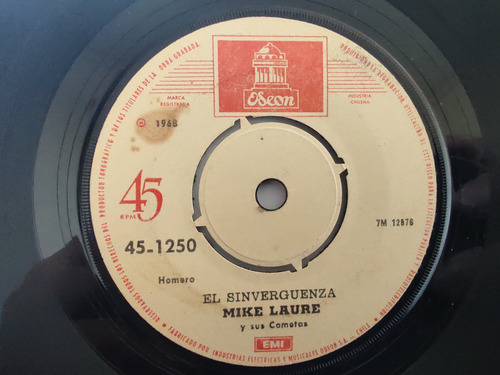 Odeon
MARCA
REGISTRADA
INDUSTRIA
CHILENA
℗ 1968
45
RPM
7M 12876
45-1250
Homero
EL SINVERGUENZA
MIKE LAURE
y sus Cometas
EMI
FABRICADO POR INDUSTRIAS ELECTRICAS Y MUSICALES ODEON S.A. - CHILE